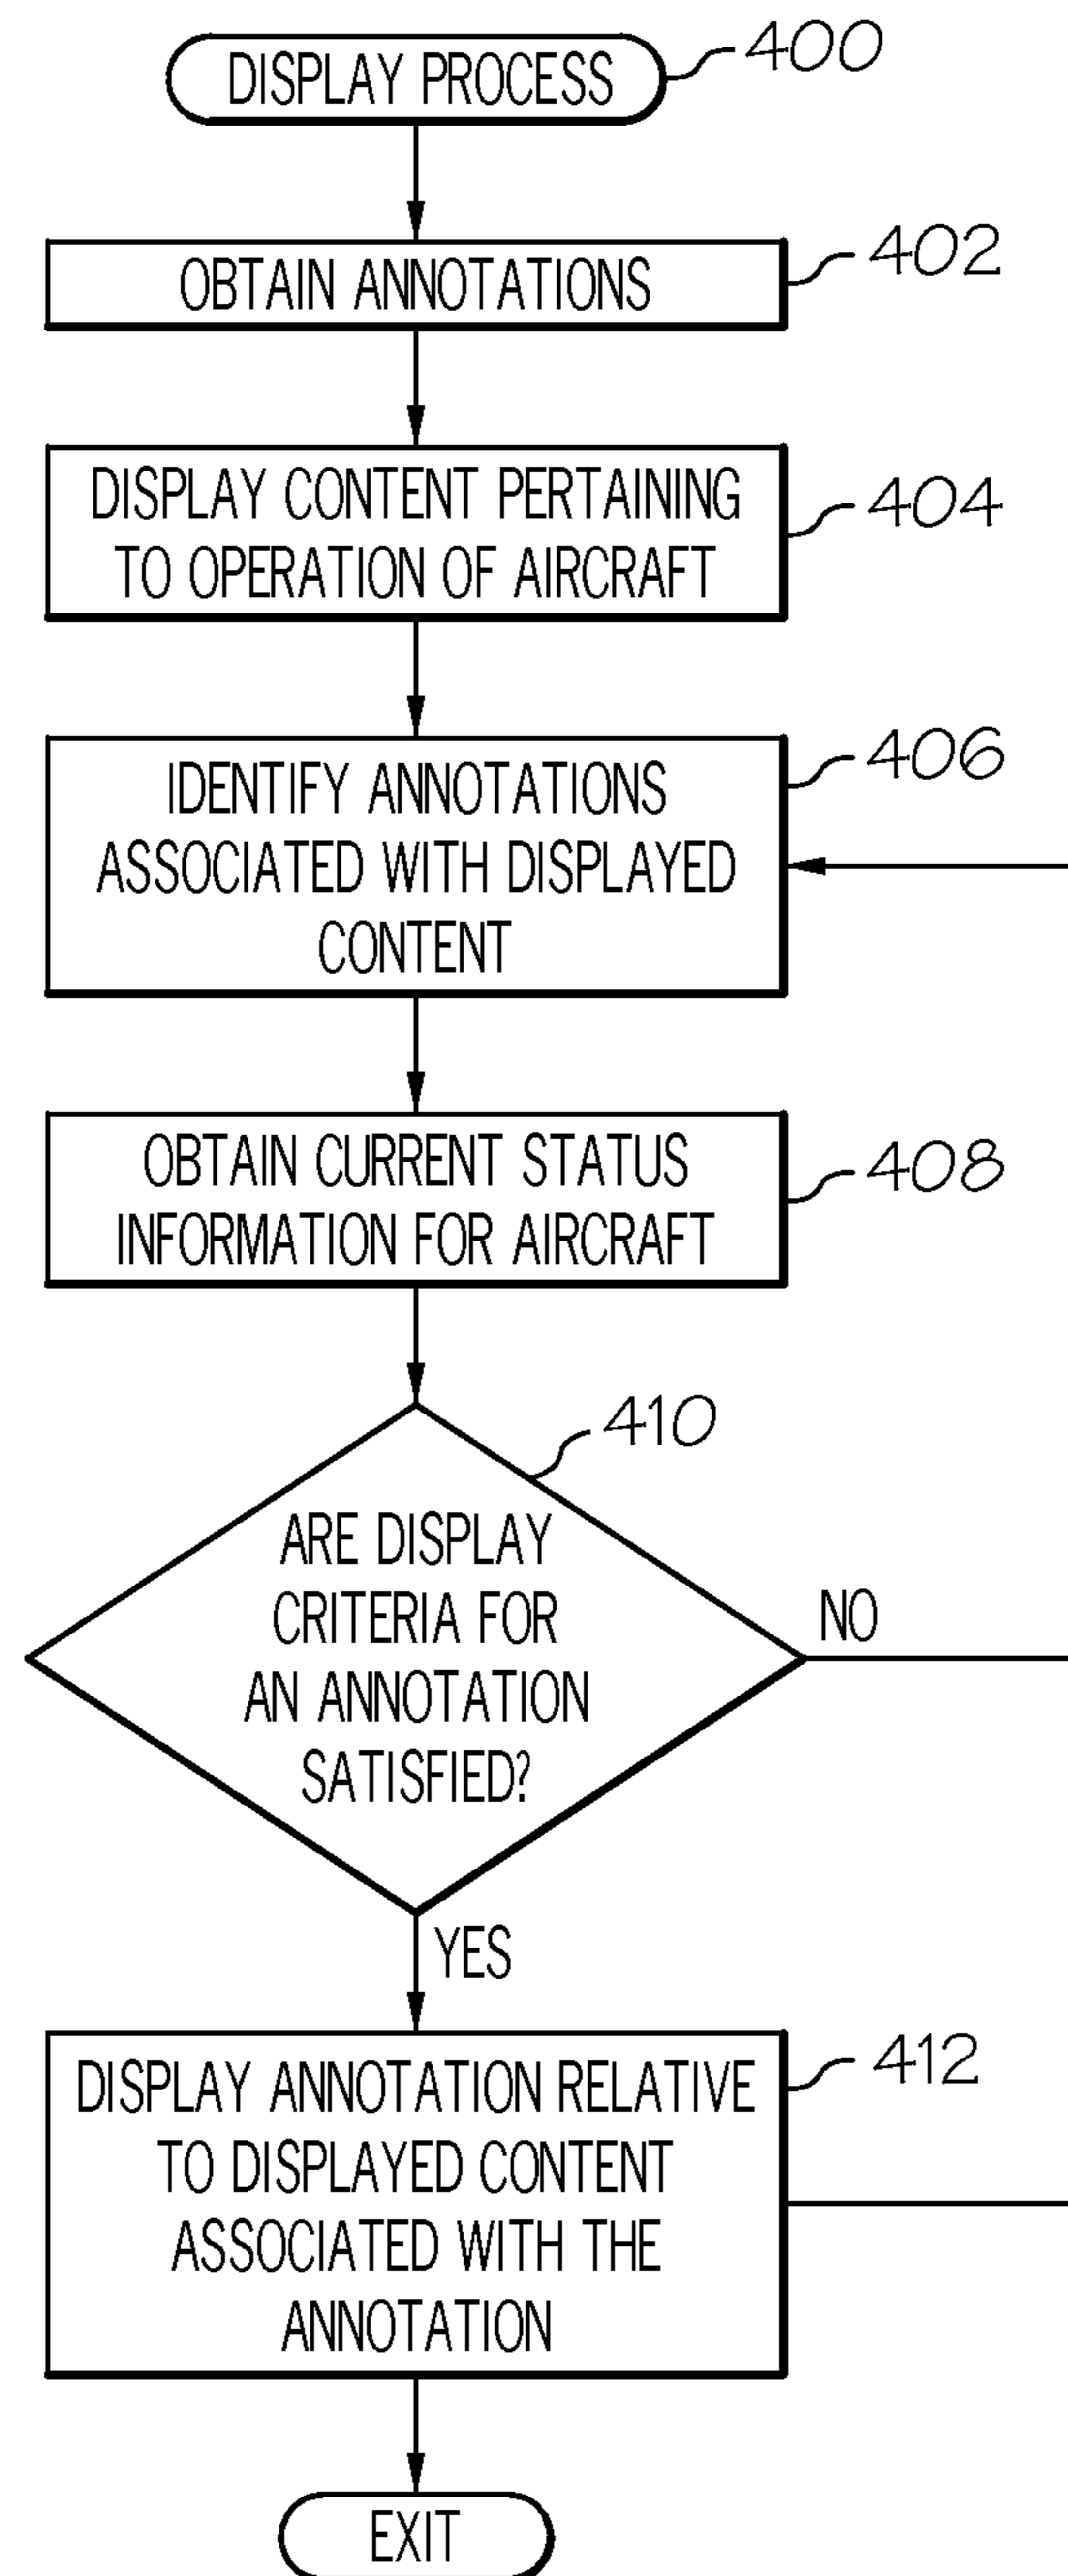 DISPLAY PROCESS
400
OBTAIN ANNOTATIONS
402
DISPLAY CONTENT PERTAINING
TO OPERATION OF AIRCRAFT
404
IDENTIFY ANNOTATIONS
ASSOCIATED WITH DISPLAYED
CONTENT
406
OBTAIN CURRENT STATUS
INFORMATION FOR AIRCRAFT
408
410
ARE DISPLAY
CRITERIA FOR
AN ANNOTATION
SATISFIED?
NO
YES
DISPLAY ANNOTATION RELATIVE
TO DISPLAYED CONTENT
ASSOCIATED WITH THE
ANNOTATION
412
EXIT